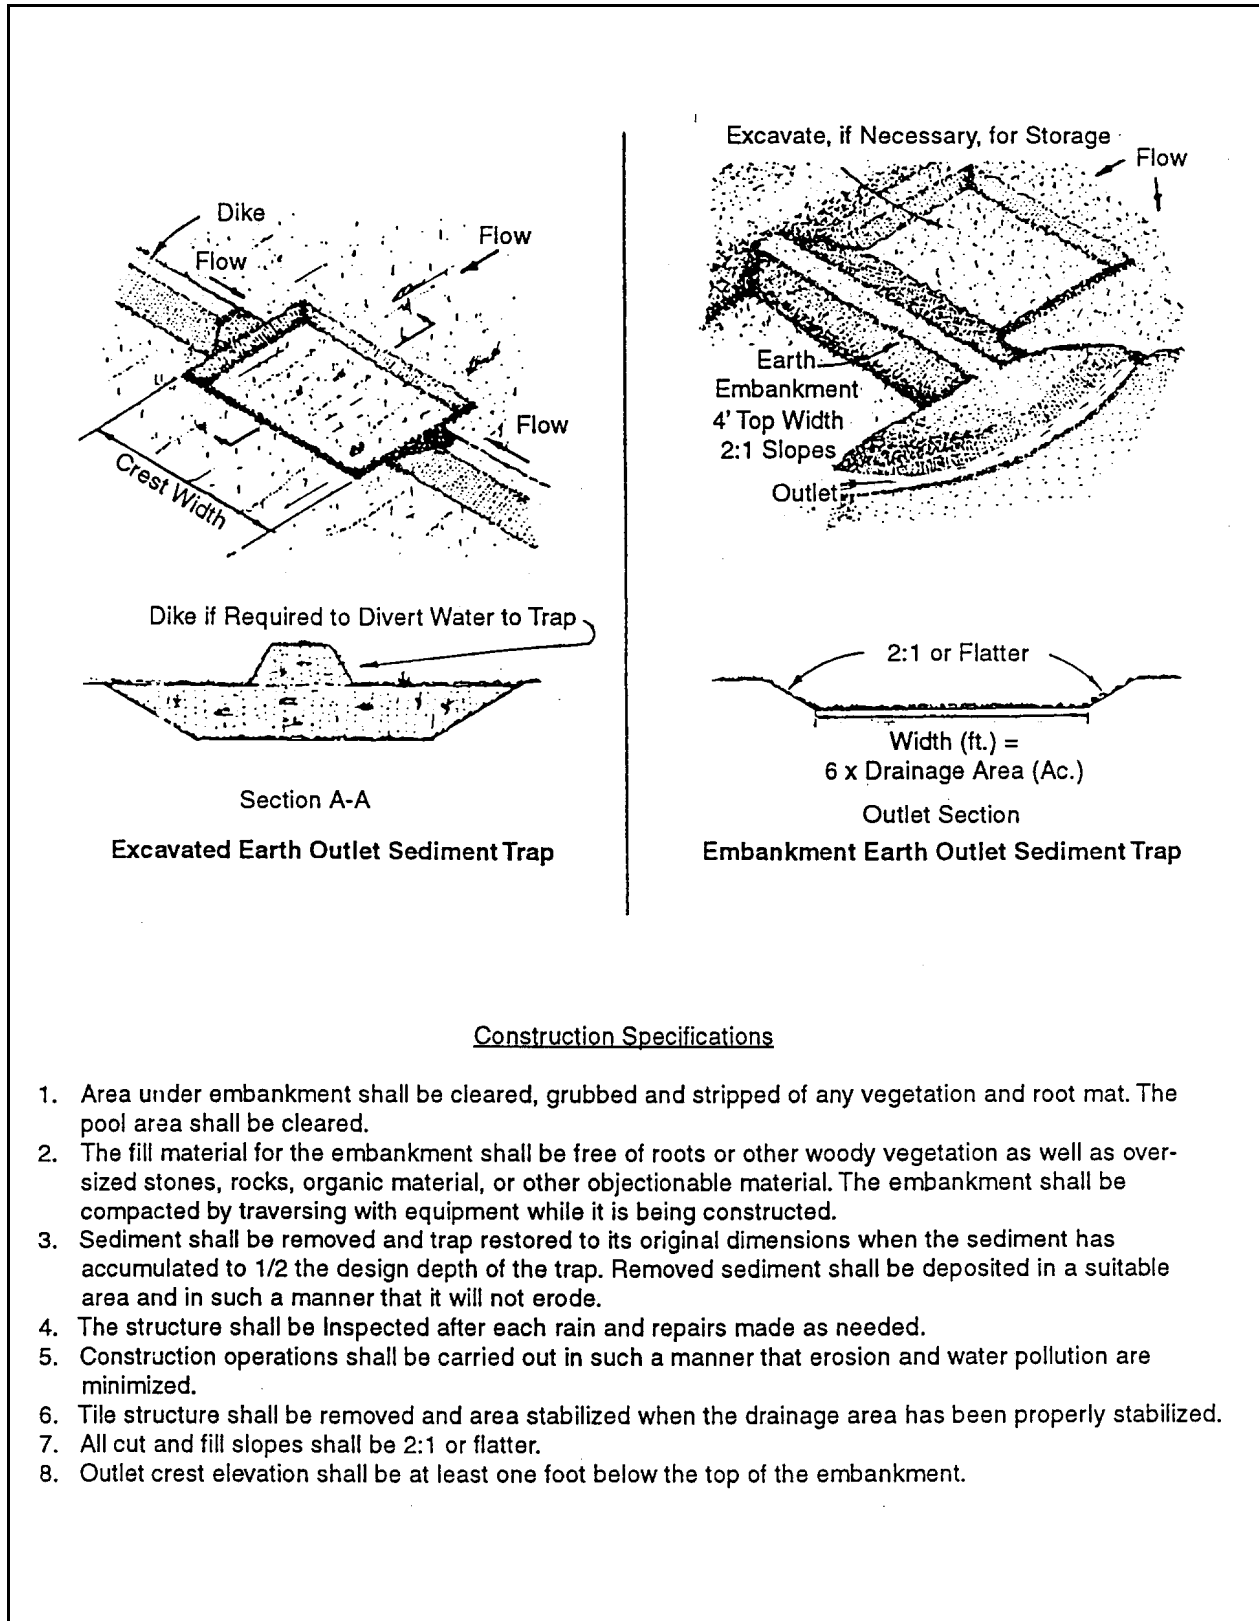 Dike
Flow
Flow
Flow
Crest Width
Dike if Required to Divert Water to Trap
Section A-A
Excavated Earth Outlet Sediment Trap
Excavate, if Necessary, for Storage
Flow
Earth
Embankment
4' Top Width
2:1 Slopes
Outlet
2:1 or Flatter
Width (ft.) =
6 x Drainage Area (Ac.)
Outlet Section
Embankment Earth Outlet Sediment Trap
Construction Specifications
1. Area under embankment shall be cleared, grubbed and stripped of any vegetation and root mat. The
pool area shall be cleared.
2. The fill material for the embankment shall be free of roots or other woody vegetation as well as over-
sized stones, rocks, organic material, or other objectionable material. The embankment shall be
compacted by traversing with equipment while it is being constructed.
3. Sediment shall be removed and trap restored to its original dimensions when the sediment has
accumulated to 1/2 the design depth of the trap. Removed sediment shall be deposited in a suitable
area and in such a manner that it will not erode.
4. The structure shall be Inspected after each rain and repairs made as needed.
5. Construction operations shall be carried out in such a manner that erosion and water pollution are
minimized.
6. Tile structure shall be removed and area stabilized when the drainage area has been properly stabilized.
7. All cut and fill slopes shall be 2:1 or flatter.
8. Outlet crest elevation shall be at least one foot below the top of the embankment.